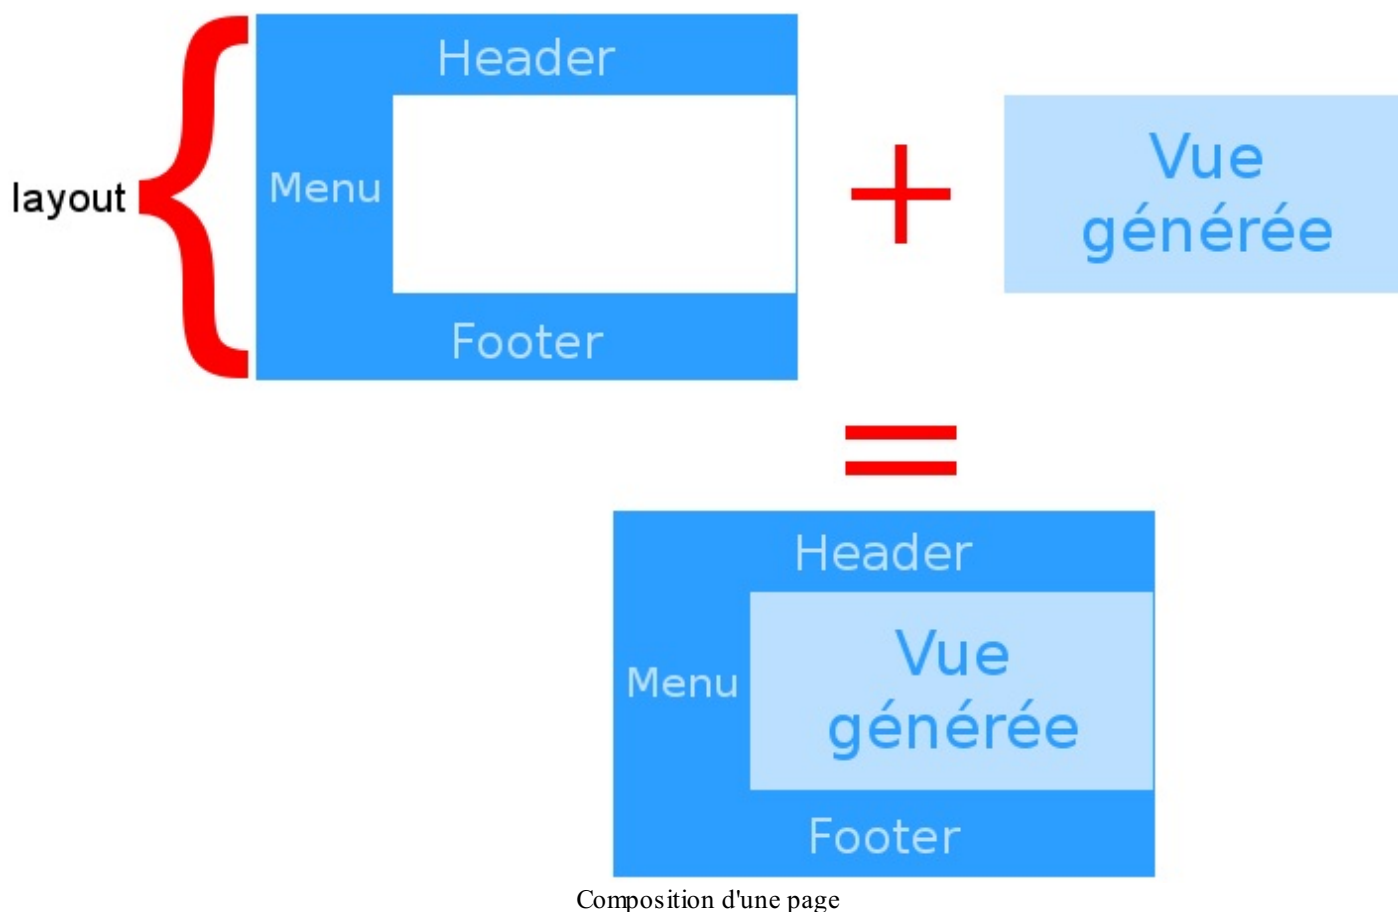 Header
layout
Menu
Footer
+
Vue
générée
=
Header
Menu
Vue
générée
Footer
Composition d'une page